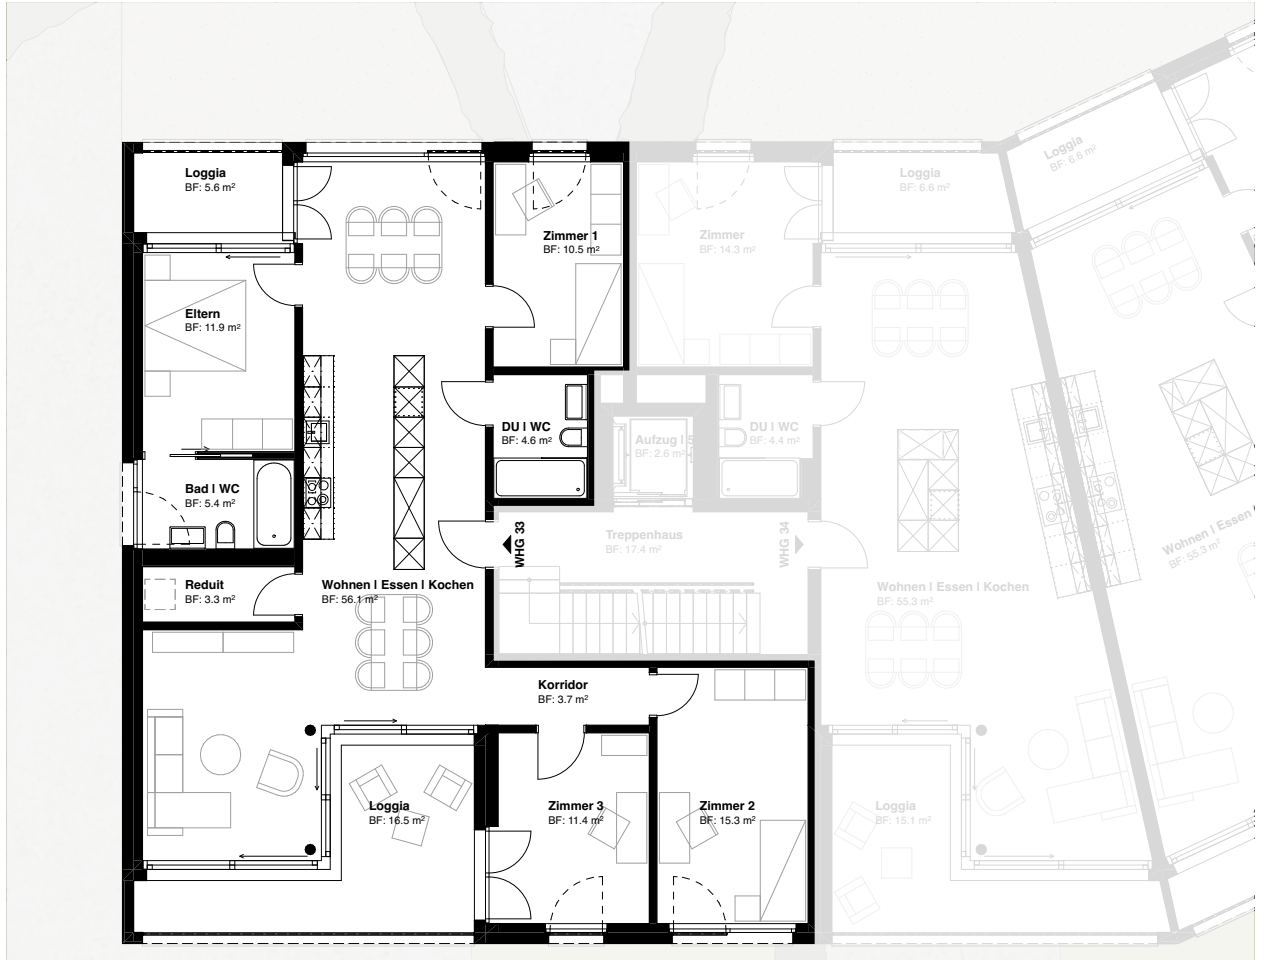 Loggia
BF: 5.6 m²
Zimmer 1
BF: 10.5 m²
Eltern
BF: 11.9 m²
DU | WC
BF: 4.6 m²
Bad | WC
BF: 5.4 m²
Reduit
BF: 3.3 m²
Wohnen | Essen | Kochen
BF: 56.1 m²
WHG 33
Korridor
BF: 3.7 m²
Loggia
BF: 16.5 m²
Zimmer 3
BF: 11.4 m²
Zimmer 2
BF: 15.3 m²
Zimmer
BF: 14.3 m²
Loggia
BF: 6.6 m²
Loggia
BF: 6.6 m²
Aufzug | 5
BF: 2.6 m²
DU | WC
BF: 4.4 m²
Treppenhaus
BF: 17.4 m²
WHG 34
Wohnen | Essen | Kochen
BF: 55.3 m²
Wohnen | Essen
BF: 55.3 m²
Loggia
BF: 15.1 m²